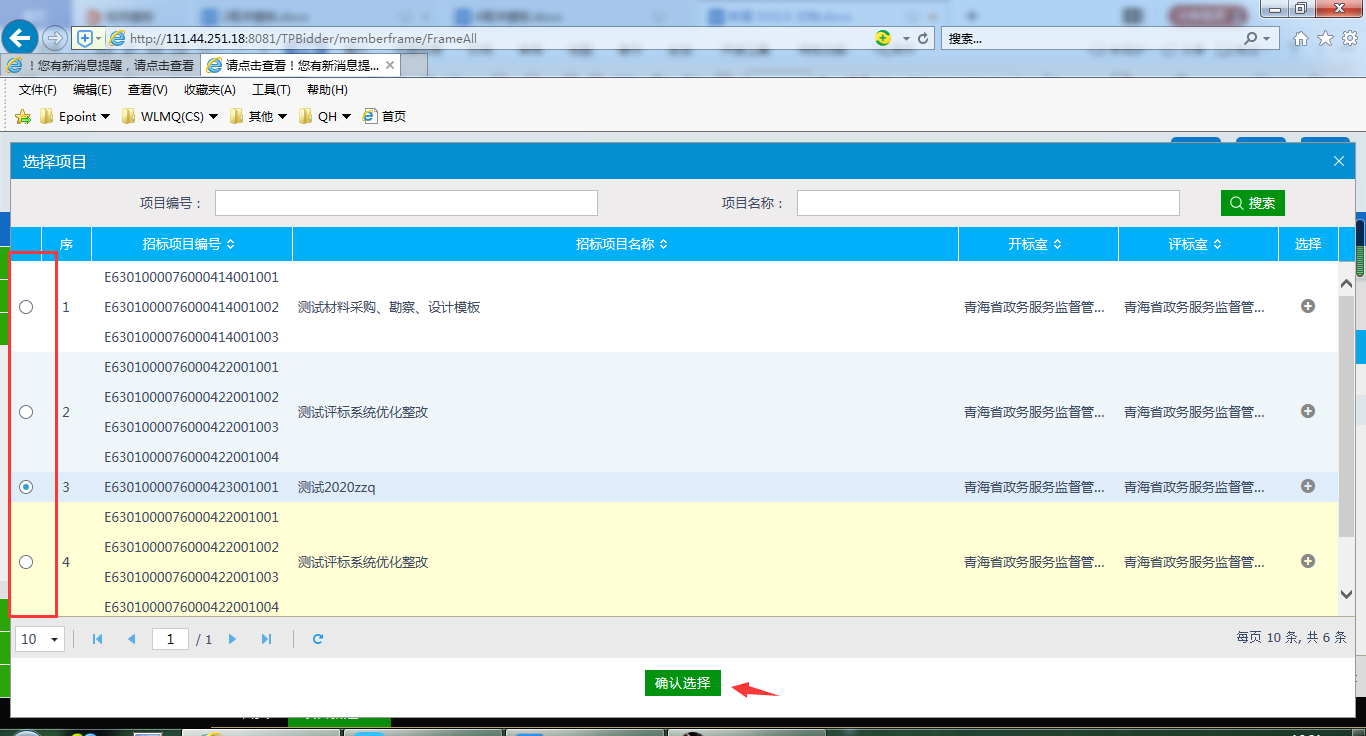 http://111.44.251.18:8081/TPBidder/memberframe/FrameAll
搜索...
！您有新消息提醒，请点击查看
请点击查看！您有新消息提...
文件(F) 编辑(E) 查看(V) 收藏夹(A) 工具(T) 帮助(H)
Epoint WLMQ(CS) 其他 QH 首页
选择项目
项目编号： 项目名称： 搜索
序 招标项目编号 招标项目名称 开标室 评标室 选择
E6301000076000414001001
1 E6301000076000414001002 测试材料采购、勘察、设计模板 青海省政务服务监督管... 青海省政务服务监督管...
E6301000076000414001003
E6301000076000422001001
E6301000076000422001002
2 测试评标系统优化整改 青海省政务服务监督管... 青海省政务服务监督管...
E6301000076000422001003
E6301000076000422001004
3 E6301000076000423001001 测试2020zzq 青海省政务服务监督管... 青海省政务服务监督管...
E6301000076000422001001
E6301000076000422001002
4 测试评标系统优化整改 青海省政务服务监督管... 青海省政务服务监督管...
E6301000076000422001003
E6301000076000422001004
10 1 / 1 每页 10 条, 共 6 条
确认选择